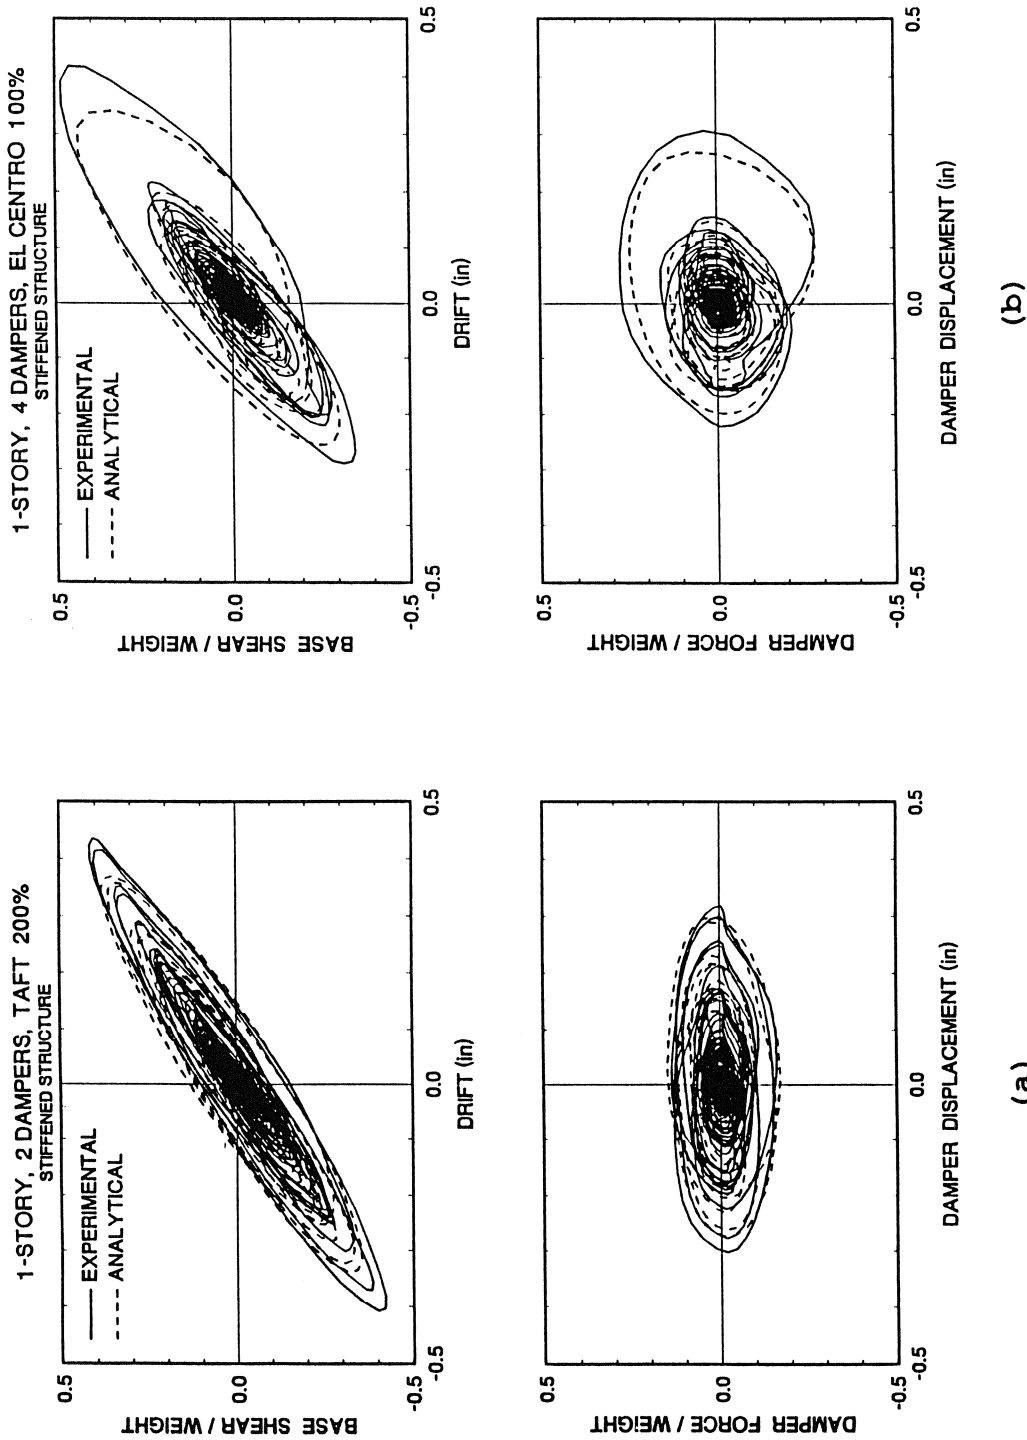 1-STORY, 2 DAMPERS, TAFT 200%
STIFFENED STRUCTURE
EXPERIMENTAL
ANALYTICAL
BASE SHEAR / WEIGHT
0.5
0.0
-0.5
-0.5
0.0
0.5
DRIFT (in)
DAMPER FORCE / WEIGHT
0.5
0.0
-0.5
-0.5
0.0
0.5
DAMPER DISPLACEMENT (in)
(a)
1-STORY, 4 DAMPERS, EL CENTRO 100%
STIFFENED STRUCTURE
EXPERIMENTAL
ANALYTICAL
BASE SHEAR / WEIGHT
0.5
0.0
-0.5
-0.5
0.0
0.5
DRIFT (in)
DAMPER FORCE / WEIGHT
0.5
0.0
-0.5
-0.5
0.0
0.5
DAMPER DISPLACEMENT (in)
(b)